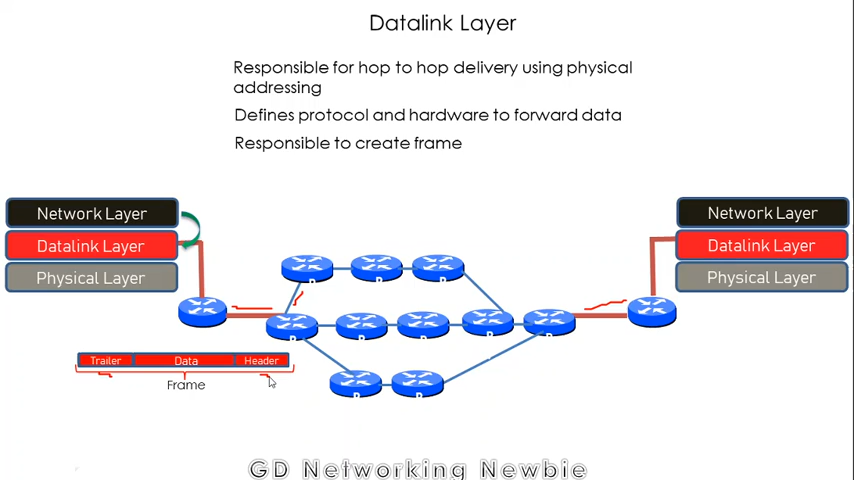 Datalink Layer
Responsible for hop to hop delivery using physical
addressing
Defines protocol and hardware to forward data
Responsible to create frame
Network Layer
Datalink Layer
Physical Layer
Network Layer
Datalink Layer
Physical Layer
Trailer Data Header
Frame
GD Networking Newbie